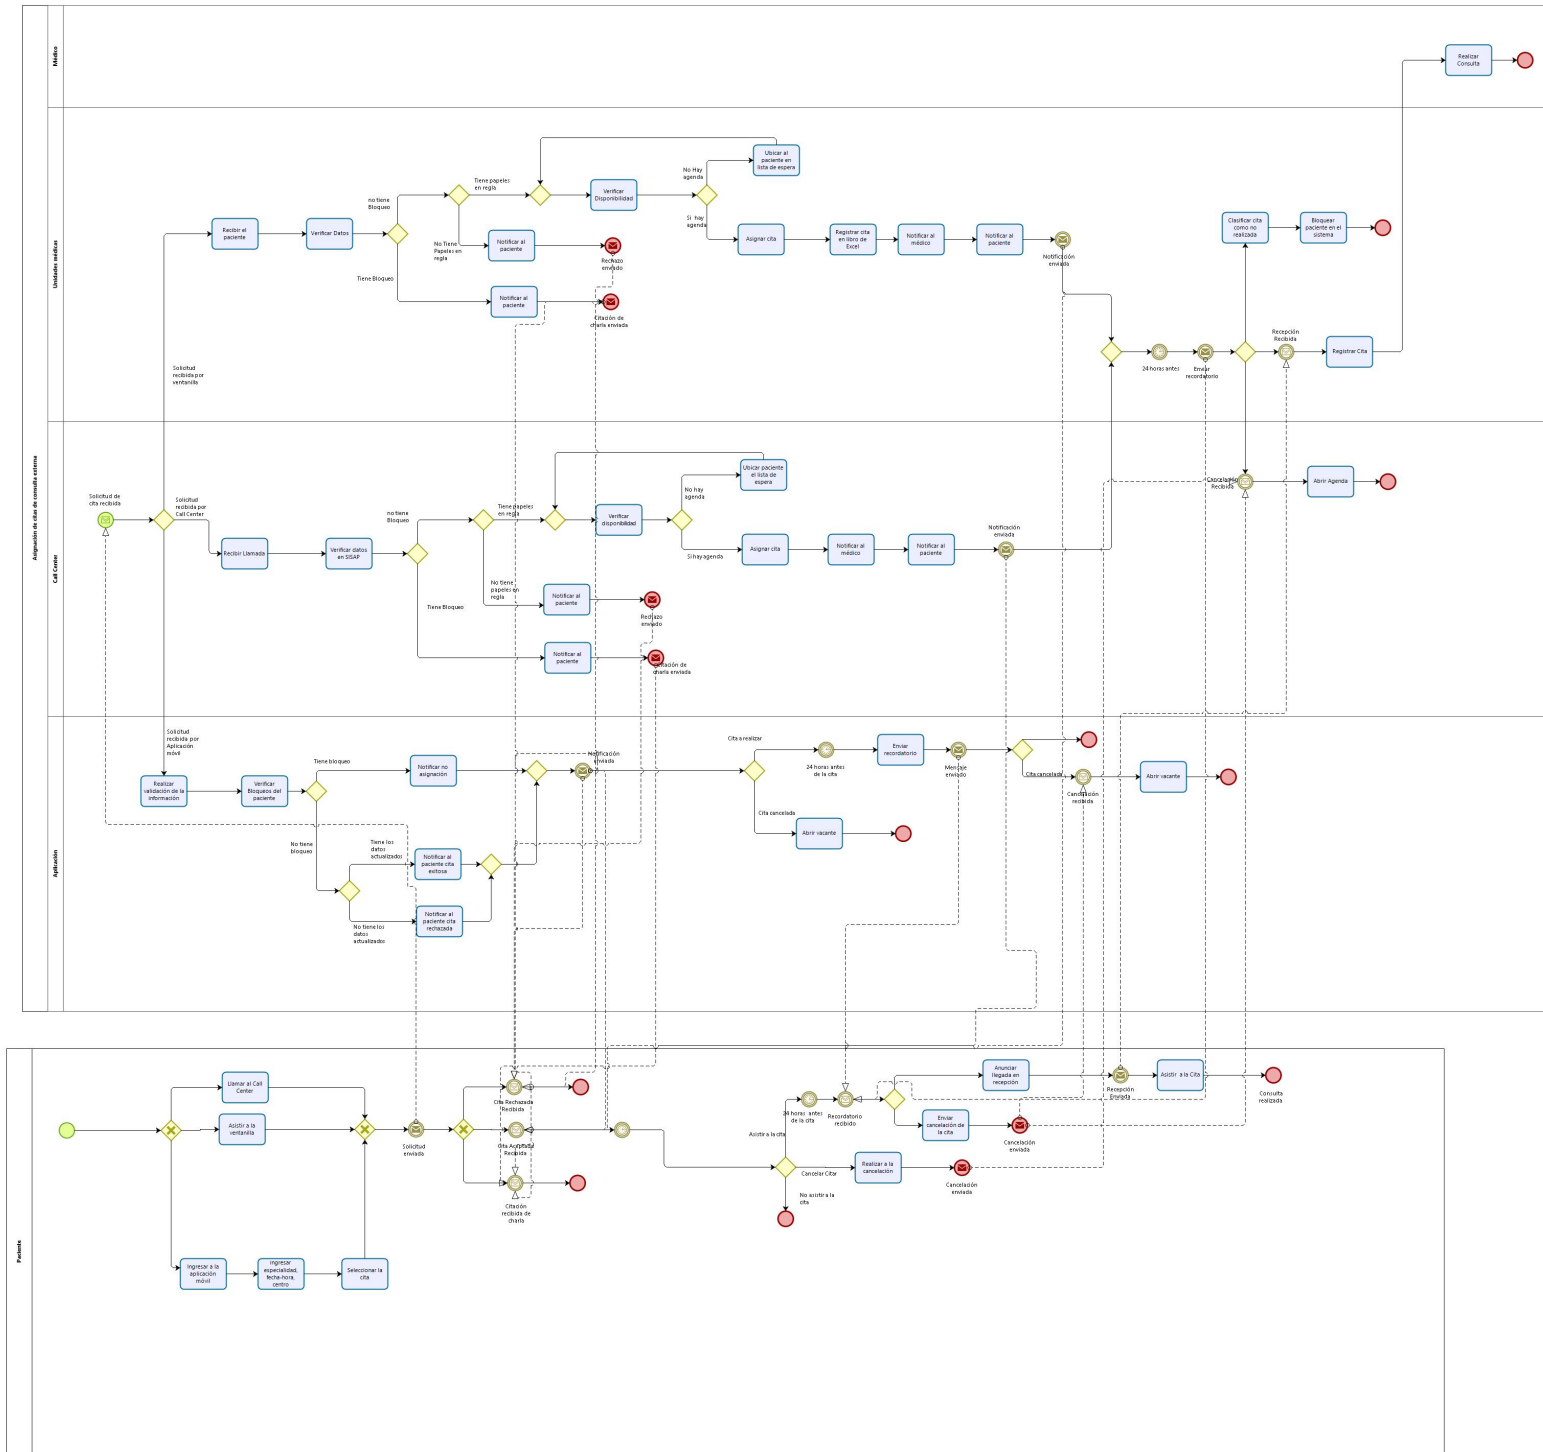 Asignación de citas de consulta externa
Médico
Realizar
Consulta
Unidades médicas
Recibir el
paciente
Verificar Datos
no tiene
Bloqueo
Tiene Bloqueo
Tiene papeles
en regla
No Tiene
Papeles en
regla
Notificar al
paciente
Rechazo
enviado
Notificar al
paciente
Citación de
charla enviada
Verificar
Disponibilidad
No Hay
agenda
Ubicar al
paciente en
lista de espera
Si hay
agenda
Asignar cita
Registrar cita
en libro de
Excel
Notificar al
médico
Notificar al
paciente
Notificación
enviada
24 horas antes
Enviar
recordatorio
Clasificar cita
como no
realizada
Bloquear
paciente en el
sistema
Recepción
Recibida
Registrar Cita
Solicitud
recibida por
ventanilla
Call Center
Solicitud de
cita recibida
Solicitud
recibida por
Call Center
Recibir Llamada
Verificar datos
en SISAP
no tiene
Bloqueo
Tiene Bloqueo
Tiene papeles
en regla
No tiene
papeles en
regla
Verificar
disponibilidad
No hay
agenda
Ubicar paciente
el lista de
espera
Si hay agenda
Asignar cita
Notificar al
médico
Notificar al
paciente
Notificación
enviada
Notificar al
paciente
Rechazo
enviado
Notificar al
paciente
Citación de
charla enviada
Cancelación
Recibida
Abrir Agenda
Aplicación
Solicitud
recibida por
Aplicación
móvil
Realizar
validación de la
información
Verificar
Bloqueos del
paciente
Tiene bloqueo
Notificar no
asignación
No tiene
bloqueo
Tiene los
datos
actualizados
Notificar al
paciente cita
exitosa
No tiene los
datos
actualizados
Notificar al
paciente cita
rechazada
Notificación
enviada
Cita a realizar
24 horas antes
de la cita
Enviar
recordatorio
Mensaje
enviado
Cita cancelada
Cancelación
recibida
Abrir vacante
Cita cancelada
Abrir vacante
Paciente
Llamar al Call
Center
Asistir a la
ventanilla
Ingresar a la
aplicación
móvil
Ingresar
especialidad,
fecha-hora,
centro
Seleccionar la
cita
Solicitud
enviada
Cita Rechazada
Recibida
Cita Aceptada
Recibida
Citación
recibida de
charla
Asistir a la cita
24 horas antes
de la cita
Recordatorio
recibido
Anunciar
llegada en
recepción
Recepción
Enviada
Asistir a la Cita
Consulta
realizada
Enviar
cancelación de
la cita
Cancelación
enviada
Cancelar Citar
Realizar a la
cancelación
Cancelación
enviada
No asistir a la
cita